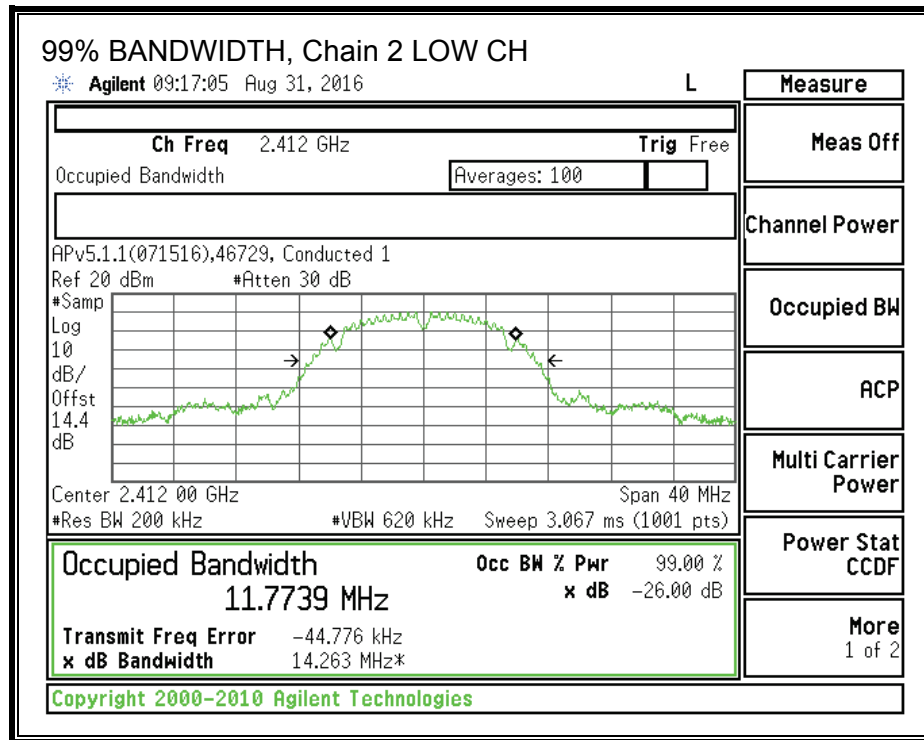 99% BANDWIDTH, Chain 2 LOW CH
Agilent 09:17:05 Aug 31, 2016 L
Measure
Ch Freq 2.412 GHz Trig Free
Meas Off
Occupied Bandwidth Averages: 100
Channel Power
APv5.1.1(071516),46729, Conducted 1
Ref 20 dBm #Atten 30 dB
#Samp
Log
10
dB/
Offst
14.4
dB
Occupied BW
ACP
Multi Carrier
Power
Center 2.412 00 GHz Span 40 MHz
#Res BW 200 kHz #VBW 620 kHz Sweep 3.067 ms (1001 pts)
Power Stat
CCDF
Occupied Bandwidth Occ BW % Pwr 99.00 %
11.7739 MHz x dB -26.00 dB
Transmit Freq Error -44.776 kHz
x dB Bandwidth 14.263 MHz*
More
1 of 2
Copyright 2000-2010 Agilent Technologies